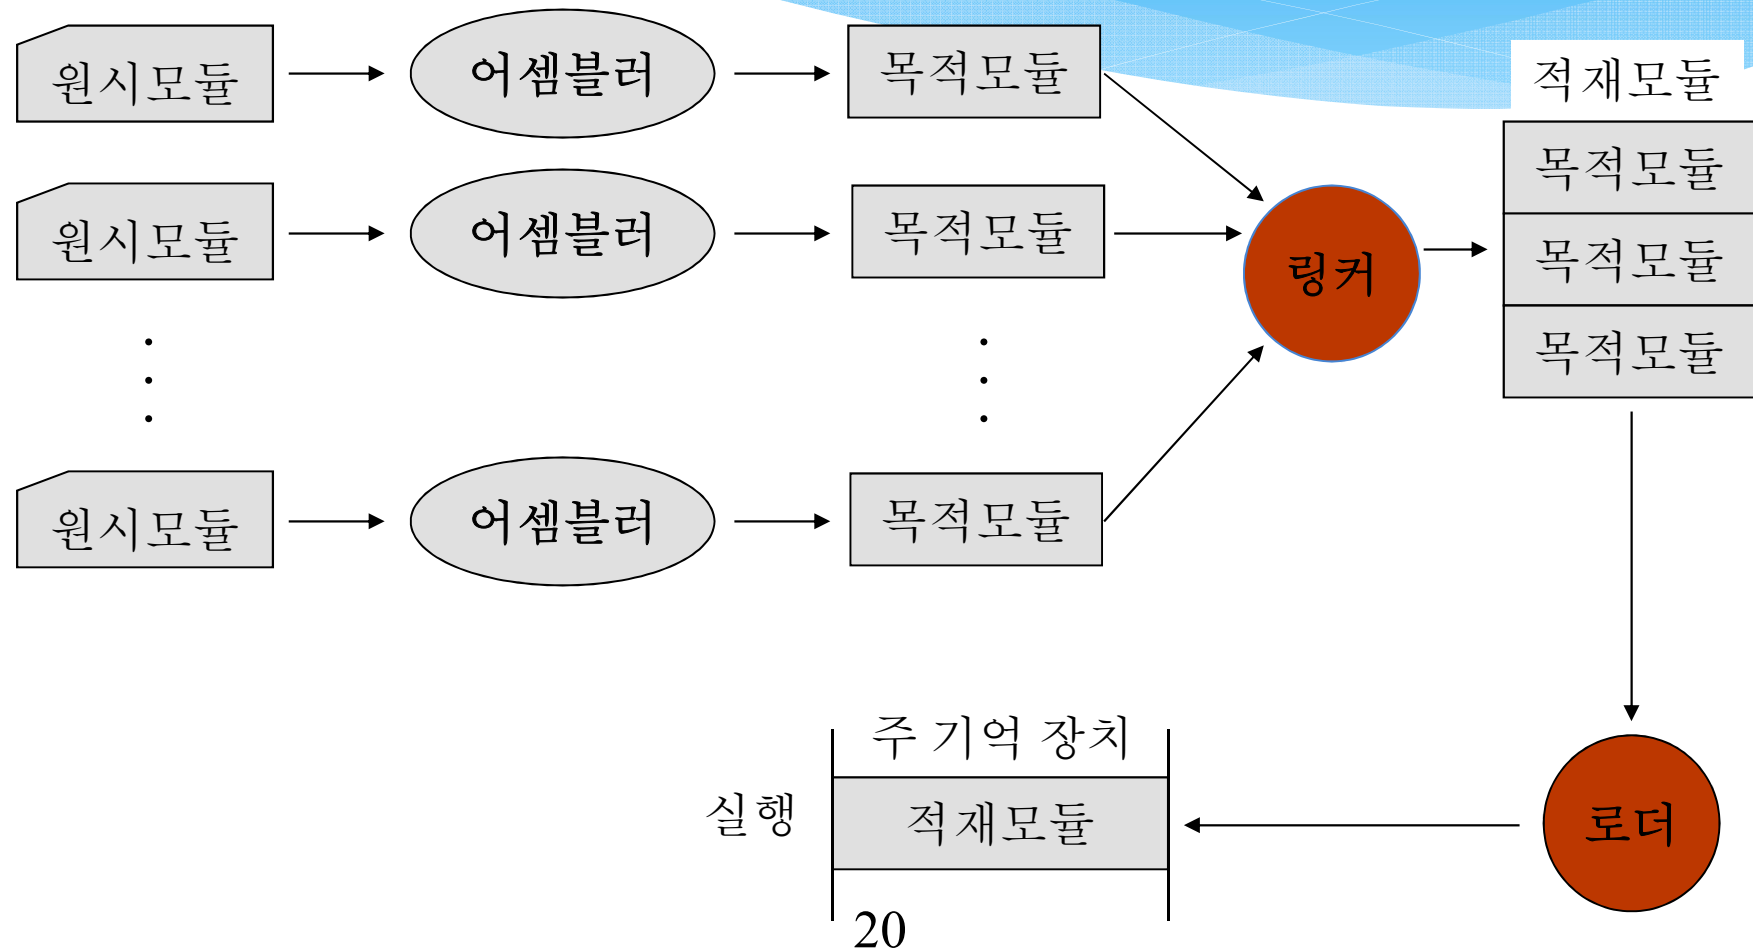 원시모듈 어셈블러 목적모듈
적재모듈
목적모듈
원시모듈 어셈블러 목적모듈
링커
목적모듈
목적모듈
원시모듈 어셈블러 목적모듈
주 기억 장치
실행 적재모듈
로더
20